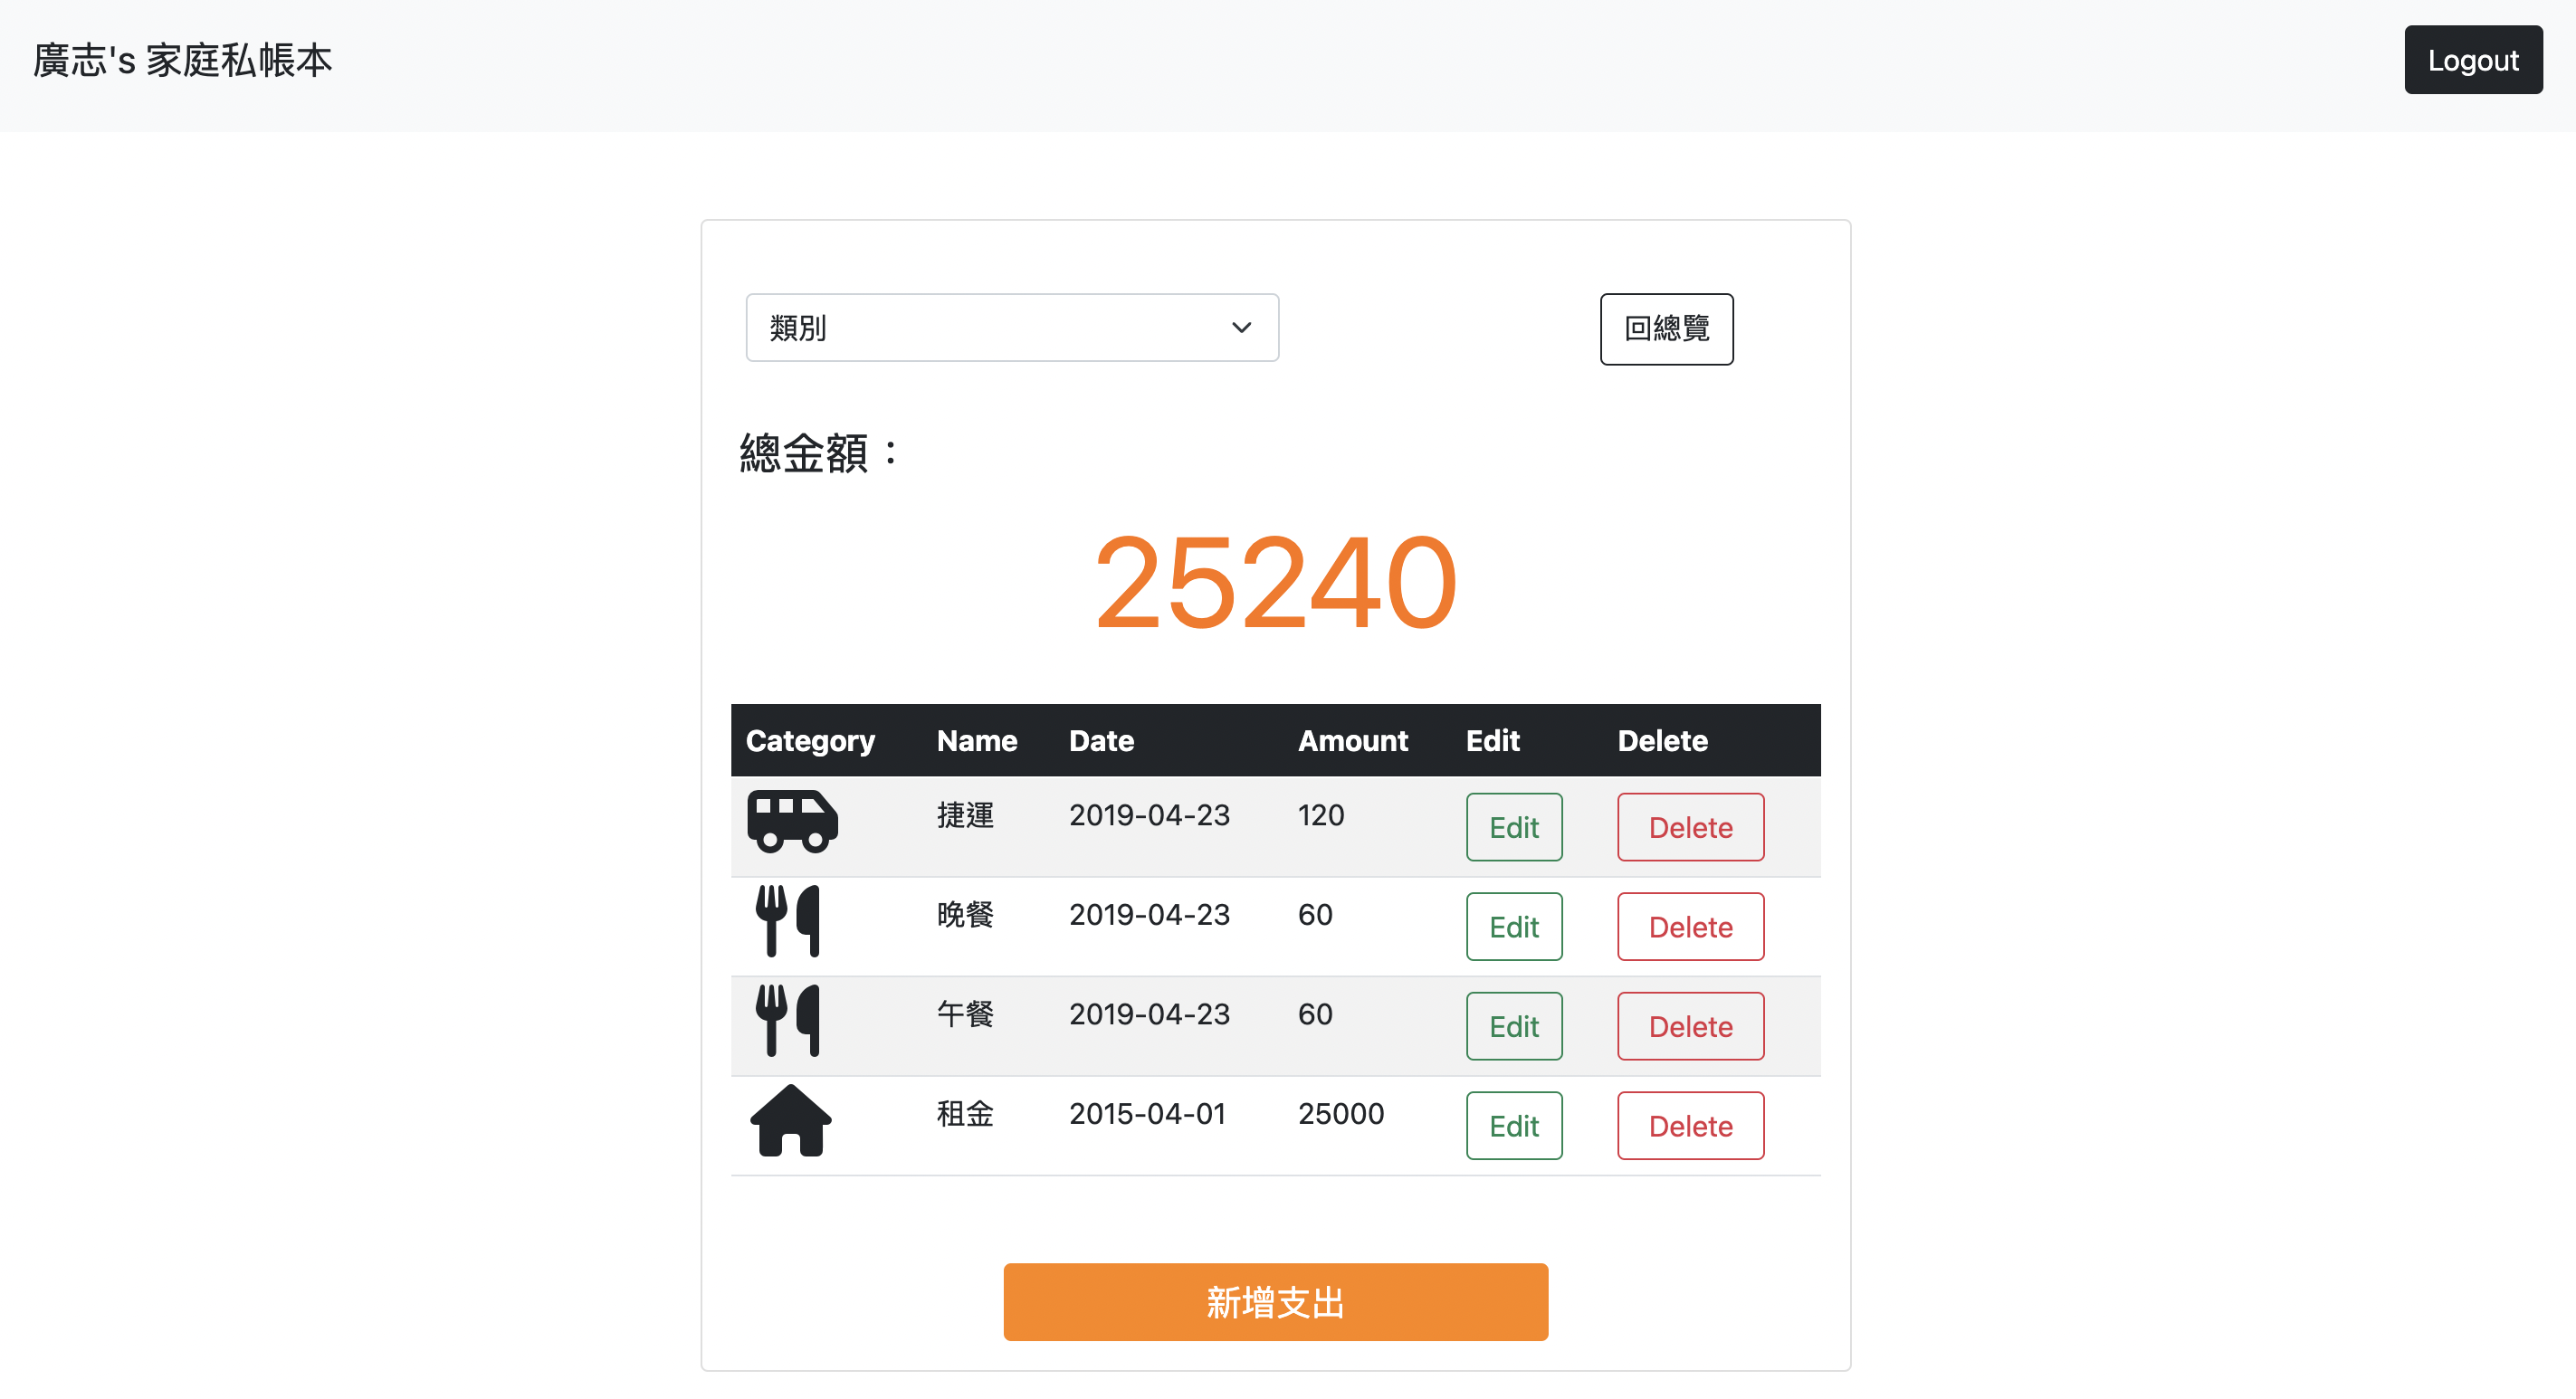 廣志's 家庭私帳本 Logout
類別 回總覽
總金額：
25240
Category Name Date Amount Edit Delete
捷運 2019-04-23 120 Edit Delete
晚餐 2019-04-23 60 Edit Delete
午餐 2019-04-23 60 Edit Delete
租金 2015-04-01 25000 Edit Delete
新增支出